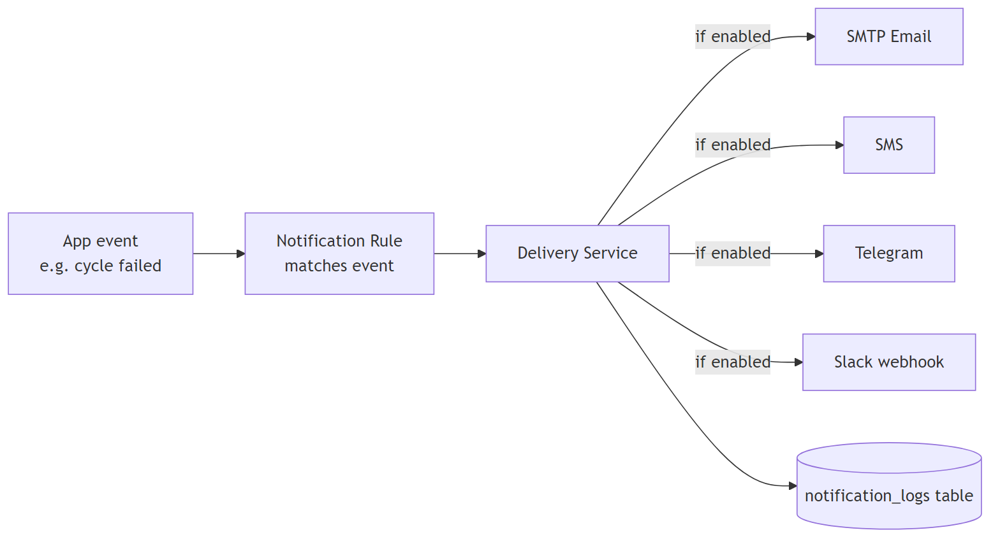 App event
e.g. cycle failed
Notification Rule
matches event
Delivery Service
if enabled
SMTP Email
if enabled
SMS
if enabled
Telegram
if enabled
Slack webhook
notification_logs table